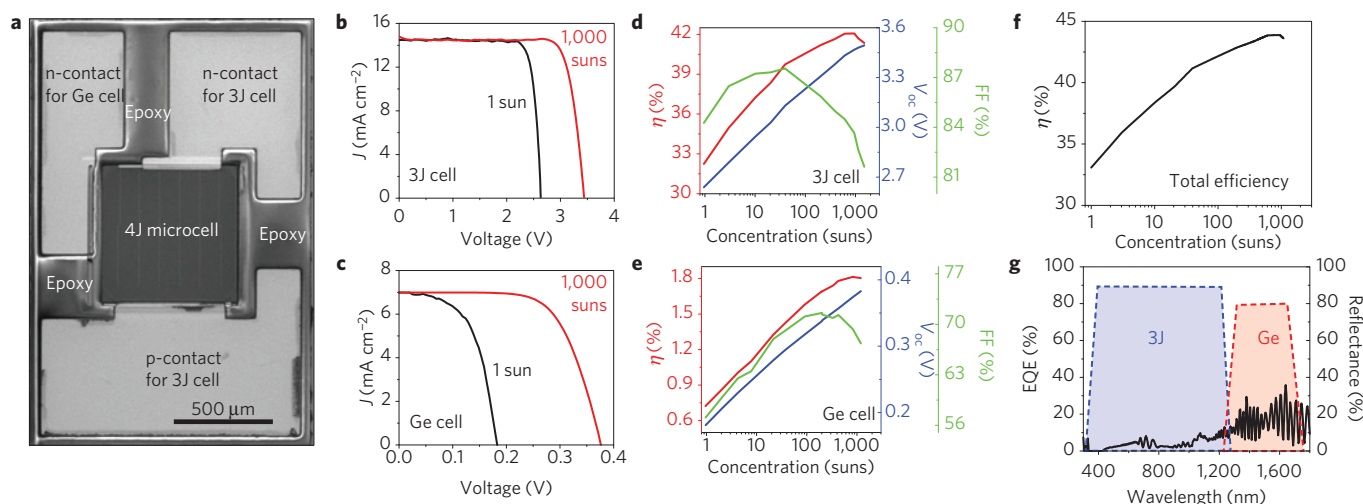 a
n-contact
for Ge cell
n-contact
for 3J cell
Epoxy
4J microcell
Epoxy
Epoxy
p-contact
for 3J cell
500 µm
b
16
12
8
4
0
J (mA cm⁻²)
1,000
suns
1 sun
3J cell
0 1 2 3 4
Voltage (V)
c
8
6
4
2
0
J (mA cm⁻²)
1,000
suns
1 sun
Ge cell
0.0 0.1 0.2 0.3 0.4
Voltage (V)
d
42
39
36
33
30
η (%)
3.6
3.3
3.0
2.7
Voc (V)
90
87
84
81
FF (%)
3J cell
1 10 100 1,000
Concentration (suns)
e
1.8
1.5
1.2
0.9
0.6
η (%)
0.4
0.3
0.2
Voc (V)
77
70
63
56
FF (%)
Ge cell
1 10 100 1,000
Concentration (suns)
f
45
40
35
30
η (%)
Total efficiency
1 10 100 1,000
Concentration (suns)
g
100
80
60
40
20
0
EQE (%)
3J
Ge
100
80
60
40
20
0
Reflectance (%)
400 800 1,200 1,600
Wavelength (nm)